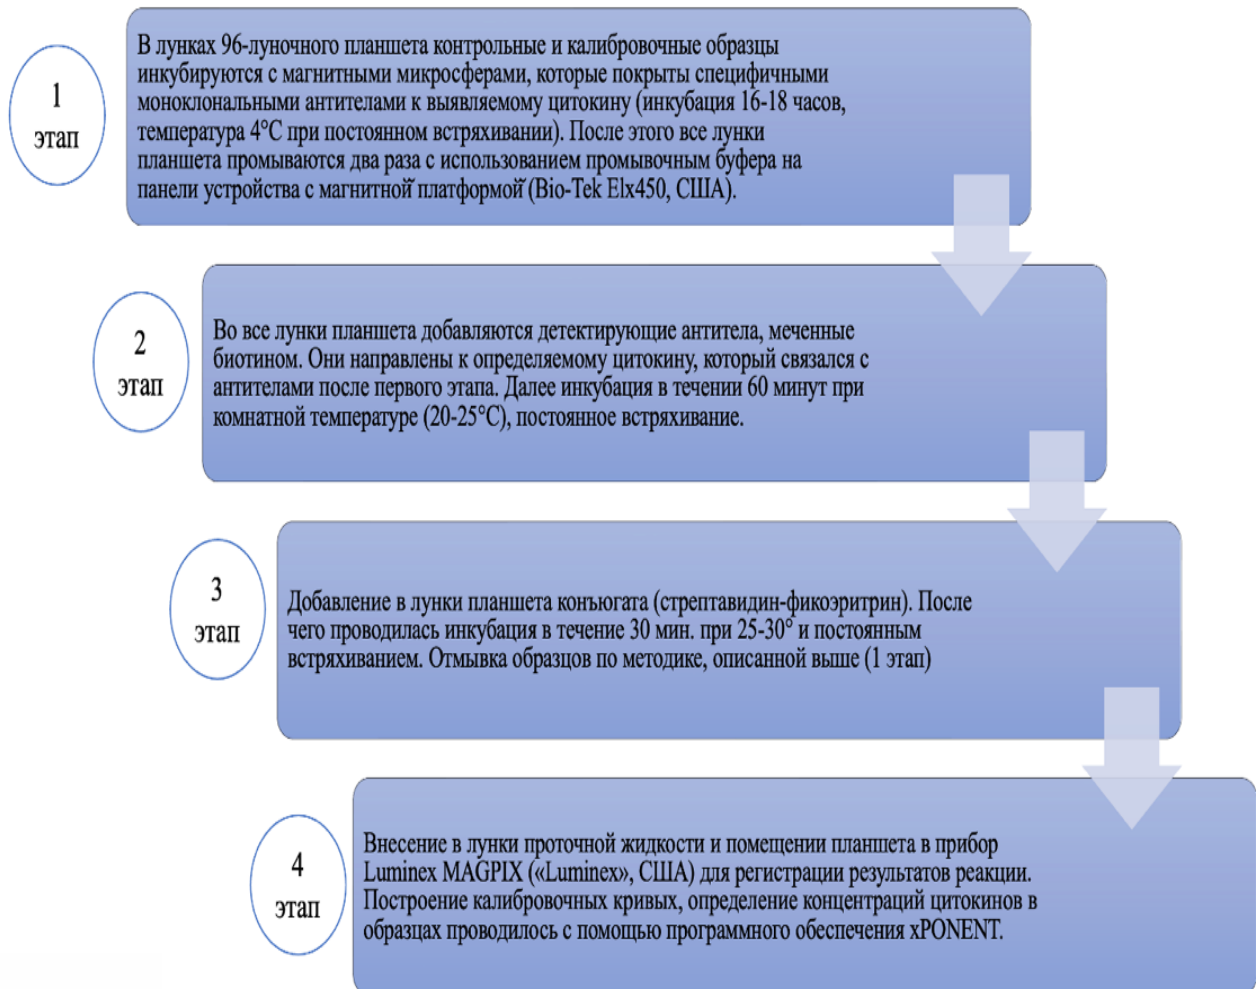 1
этап
В лунках 96-луночного планшета контрольные и калибровочные образцы
инкубируются с магнитными микросферами, которые покрыты специфичными
моноклональными антителами к выявляемому цитокину (инкубация 16-18 часов,
температура 4°C при постоянном встряхивании). После этого все лунки
планшета промываются два раза с использованием промывочным буфера на
панели устройства с магнитной платформой (Bio-Tek Elx450, США).
2
этап
Во все лунки планшета добавляются детектирующие антитела, меченные
биотином. Они направлены к определяемому цитокину, который связался с
антителами после первого этапа. Далее инкубация в течении 60 минут при
комнатной температуре (20-25°C), постоянное встряхивание.
3
этап
Добавление в лунки планшета конъюгата (стрептавидин-фикоэритрин). После
чего проводилась инкубация в течение 30 мин. при 25-30° и постоянным
встряхиванием. Отмывка образцов по методике, описанной выше (1 этап)
4
этап
Внесение в лунки проточной жидкости и помещении планшета в прибор
Luminex MAGPIX («Luminex», США) для регистрации результатов реакции.
Построение калибровочных кривых, определение концентраций цитокинов в
образцах проводилось с помощью программного обеспечения xPONENT.